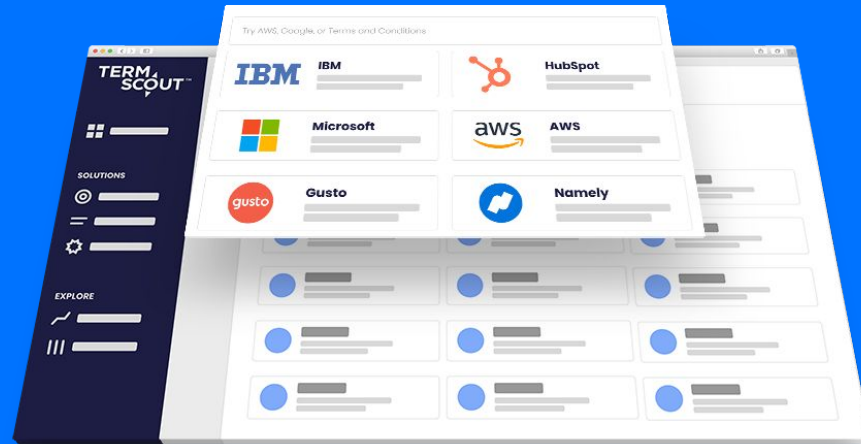 Try AWS, Google, or Terms and Conditions
TERM
SCOUT™
IBM
IBM
HubSpot
Microsoft
aws
AWS
gusto
Gusto
Namely
SOLUTIONS
EXPLORE